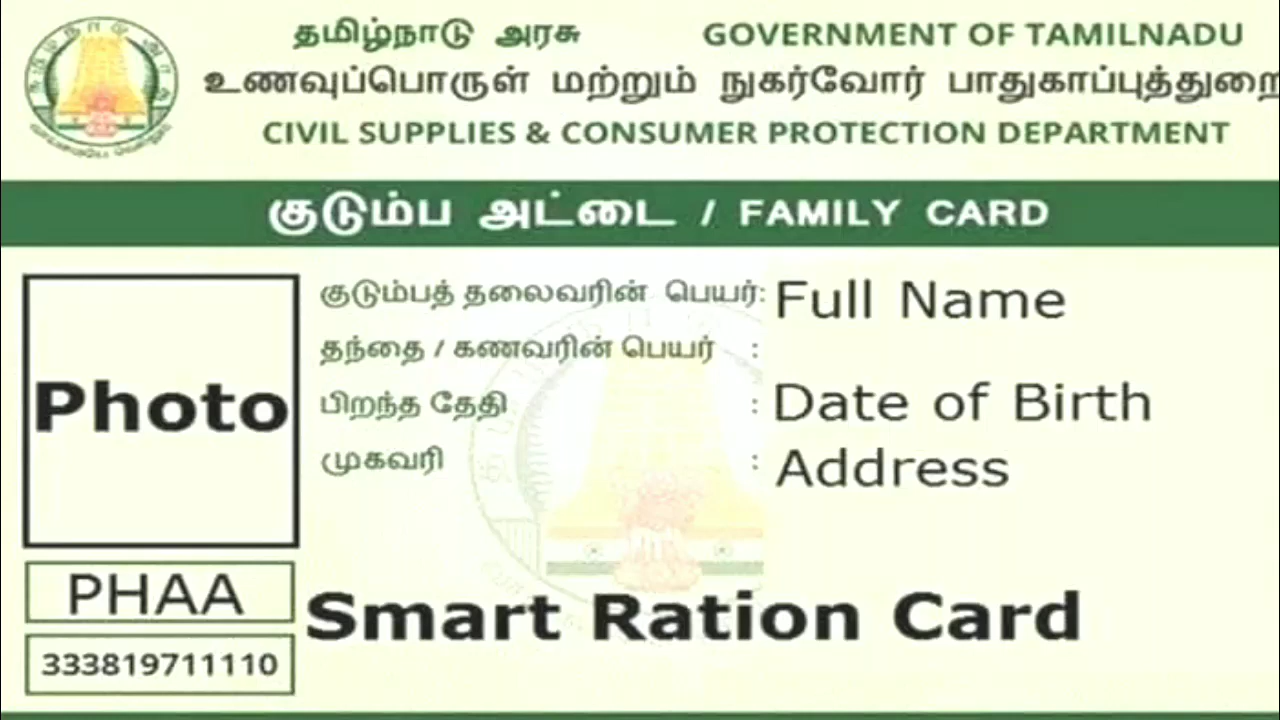 தமிழ்நாடு அரசு GOVERNMENT OF TAMILNADU
உணவுப்பொருள் மற்றும் நுகர்வோர் பாதுகாப்புத்துறை
CIVIL SUPPLIES & CONSUMER PROTECTION DEPARTMENT
குடும்ப அட்டை / FAMILY CARD
குடும்பத் தலைவரின் பெயர்: Full Name
தந்தை / கணவரின் பெயர் :
Photo
பிறந்த தேதி : Date of Birth
முகவரி : Address
PHAA
Smart Ration Card
333819711110